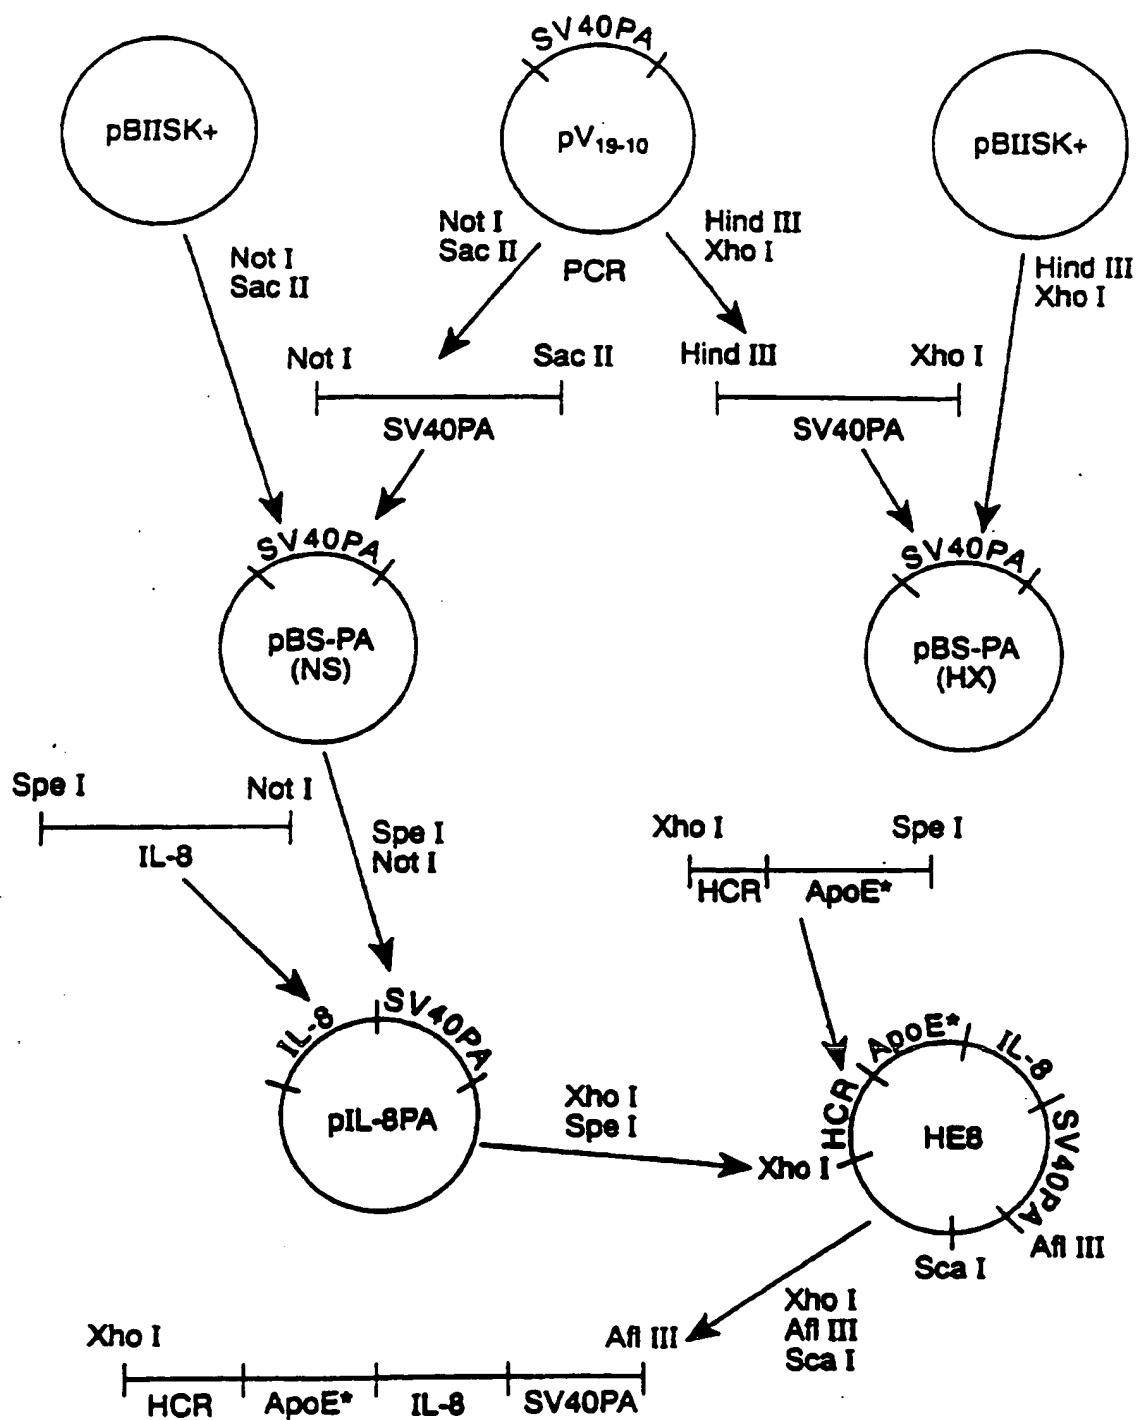 SV40PA
pBIISK+
pV19-10
pBIISK+
Not I
Sac II
Hind III
Xho I
PCR
Not I
Sac II
Hind III
Xho I
Not I
Sac II
Hind III
Xho I
SV40PA
SV40PA
SV40PA
SV40PA
pBS-PA
(NS)
pBS-PA
(HX)
Spe I
Not I
IL-8
Spe I
Not I
Xho I
Spe I
HCR
ApoE*
IL-8
SV40PA
pIL-8PA
Xho I
Spe I
HCR
ApoE*
IL-8
SV40PA
HE8
Xho I
Sca I
Afl III
Xho I
Afl III
Sca I
Xho I
Afl III
HCR
ApoE*
IL-8
SV40PA